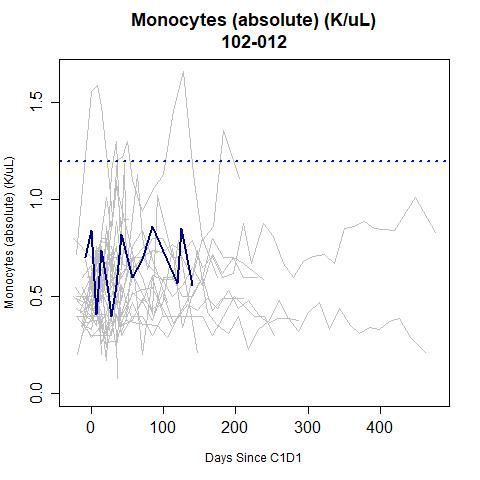 Monocytes (absolute) (K/uL)
102-012
Monocytes (absolute) (K/uL)
1.5
1.0
0.5
0.0
0 100 200 300 400
Days Since C1D1